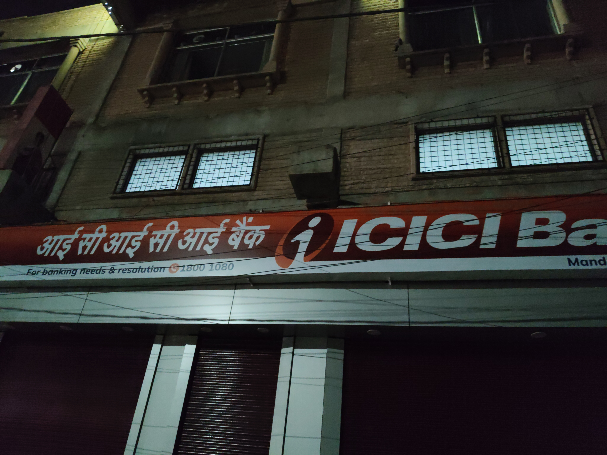 आई सी आई सी आई बैंक i ICICI Ba
For banking needs & resolution 1800 1080
Mand